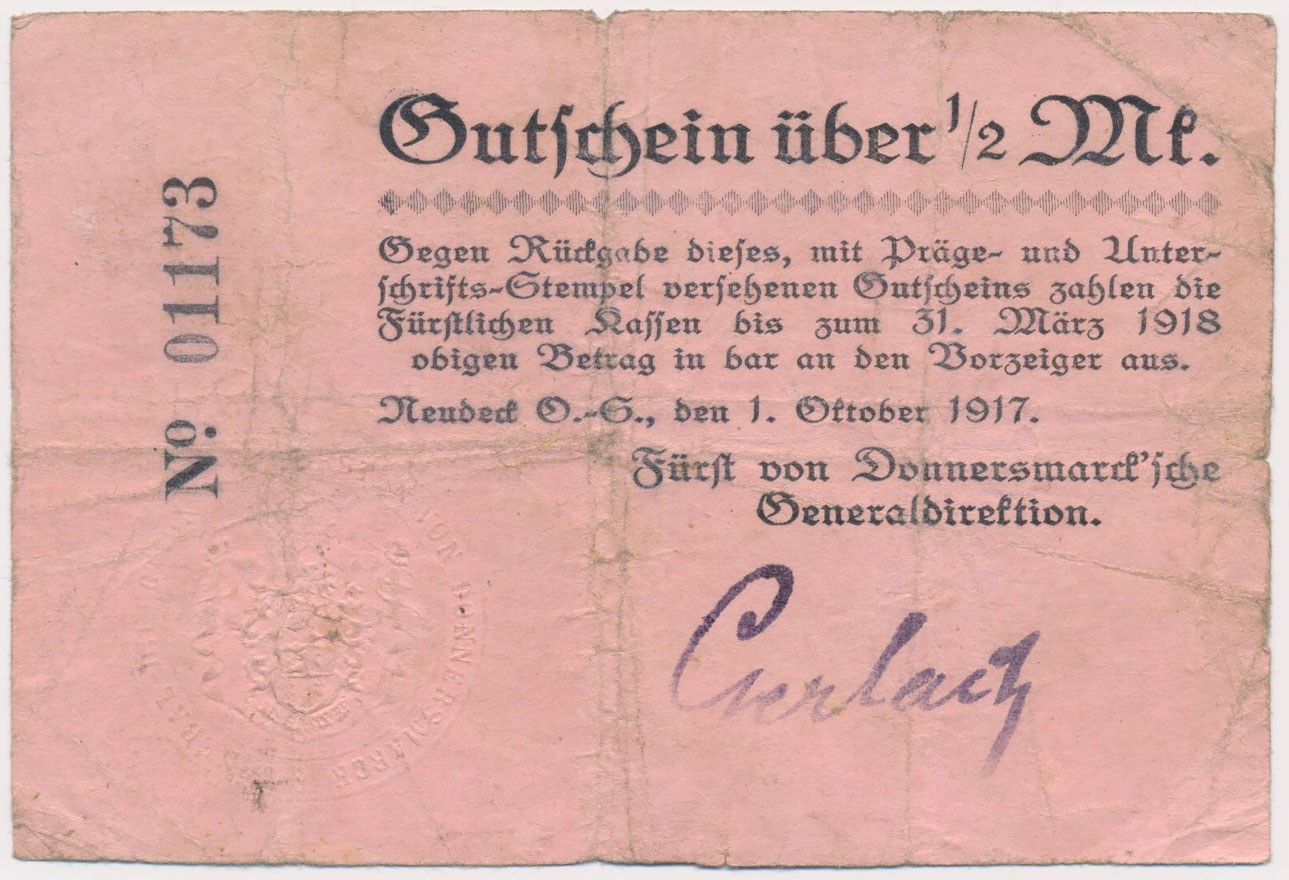 Gutschein über 1/2 Mk.
Gegen Rückgabe dieses, mit Präge- und Unter-
schrifts-Stempel versehenen Gutscheins zahlen die
Fürstlichen Kassen bis zum 31. März 1918
obigen Betrag in bar an den Vorzeiger aus.
Neudeck O.-S., den 1. Oktober 1917.
Fürst von Donnersmarck'sche
Generaldirektion.
No. 01173
VON DONNERSMARCK